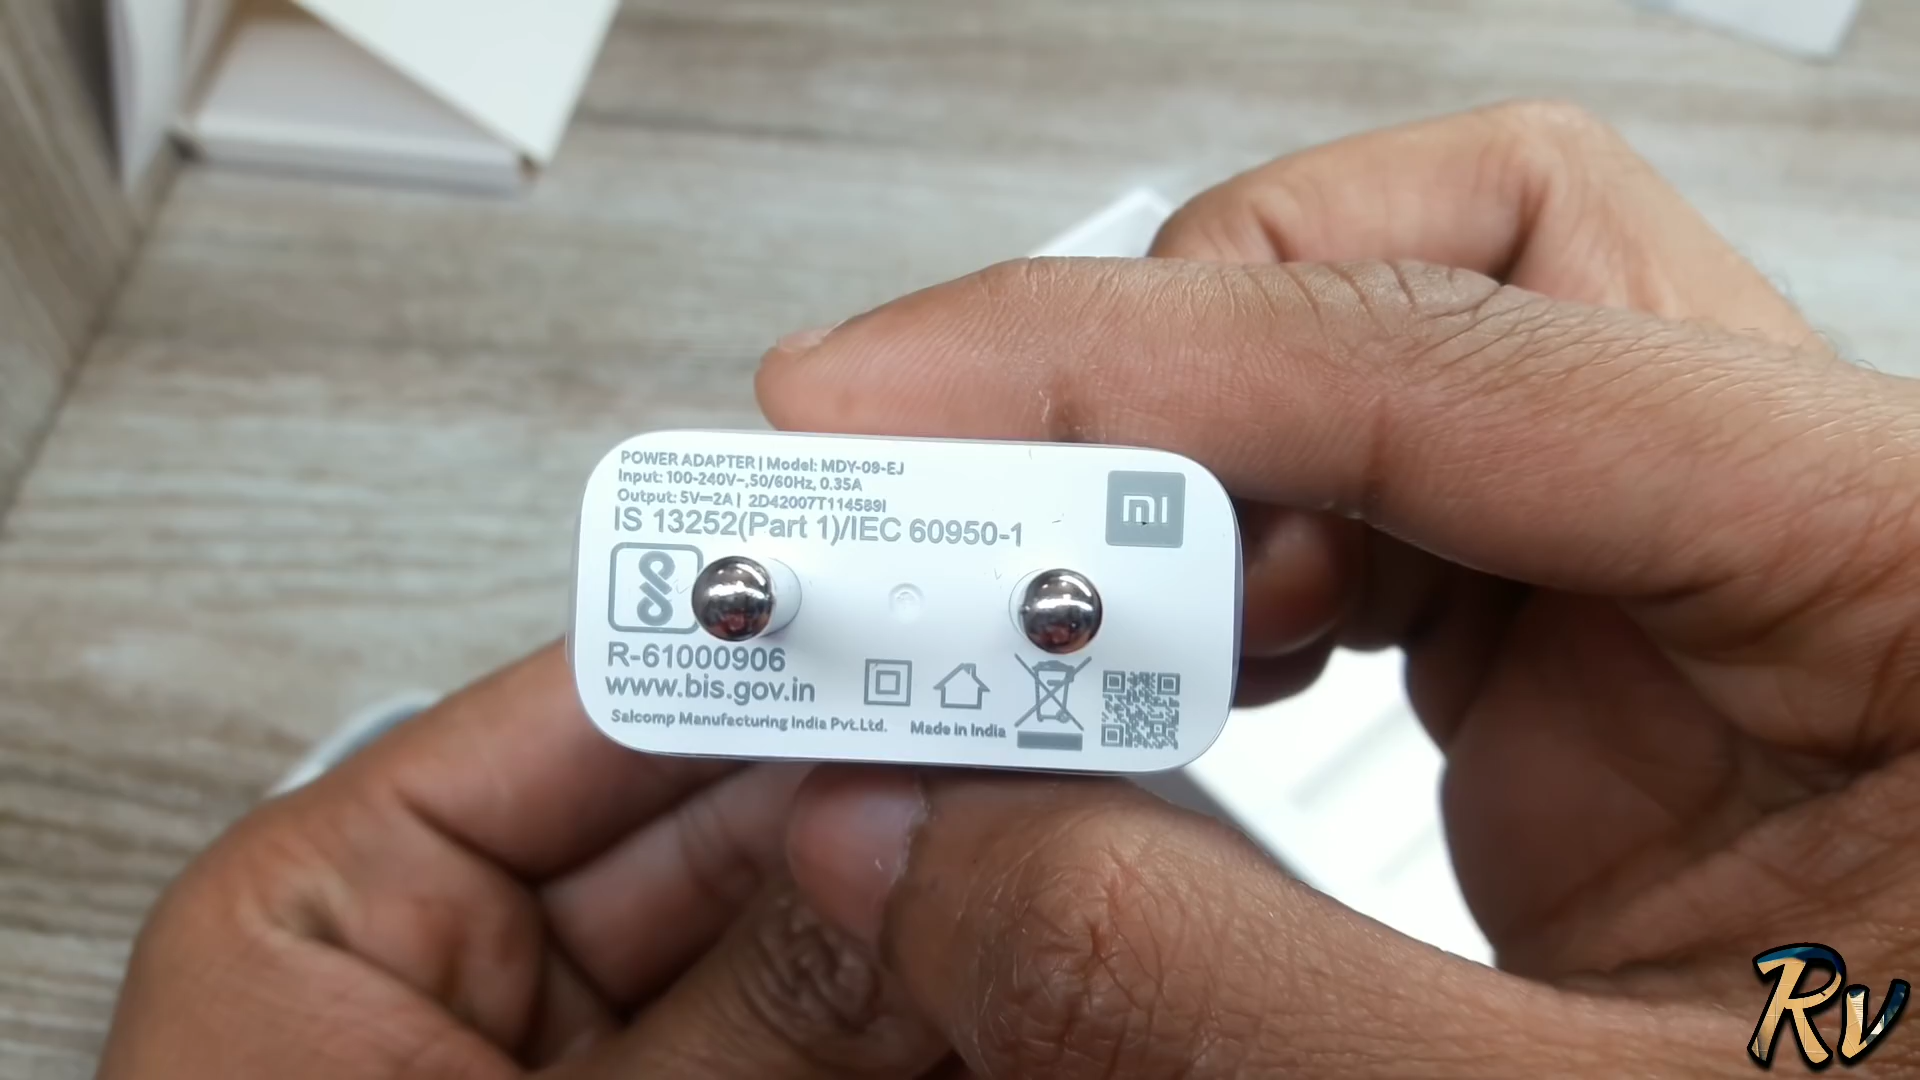 POWER ADAPTER | Model: MDY-09-EJ
Input: 100-240V~,50/60Hz, 0.35A
Output: 5V⎓2A | 2D42007T114589I
IS 13252(Part 1)/IEC 60950-1
mi
R-61000906
www.bis.gov.in
Salcomp Manufacturing India Pvt.Ltd. Made in India
Rv